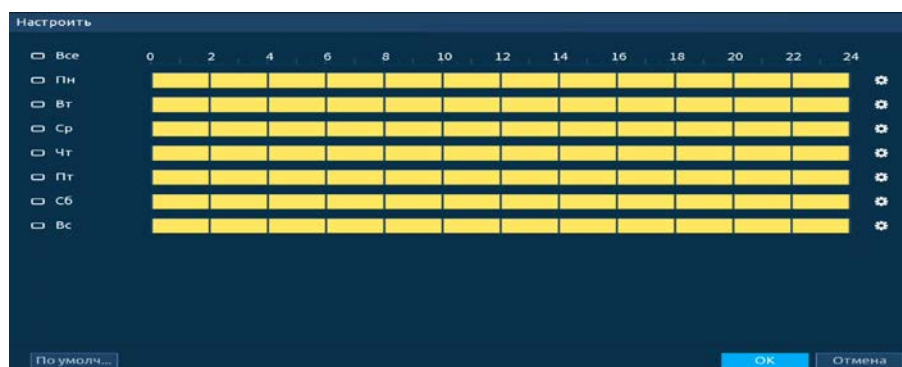 Настроить
Все 0 2 4 6 8 10 12 14 16 18 20 22 24
Пн
Вт
Ср
Чт
Пт
Сб
Вс
По умолч... ОК Отмена